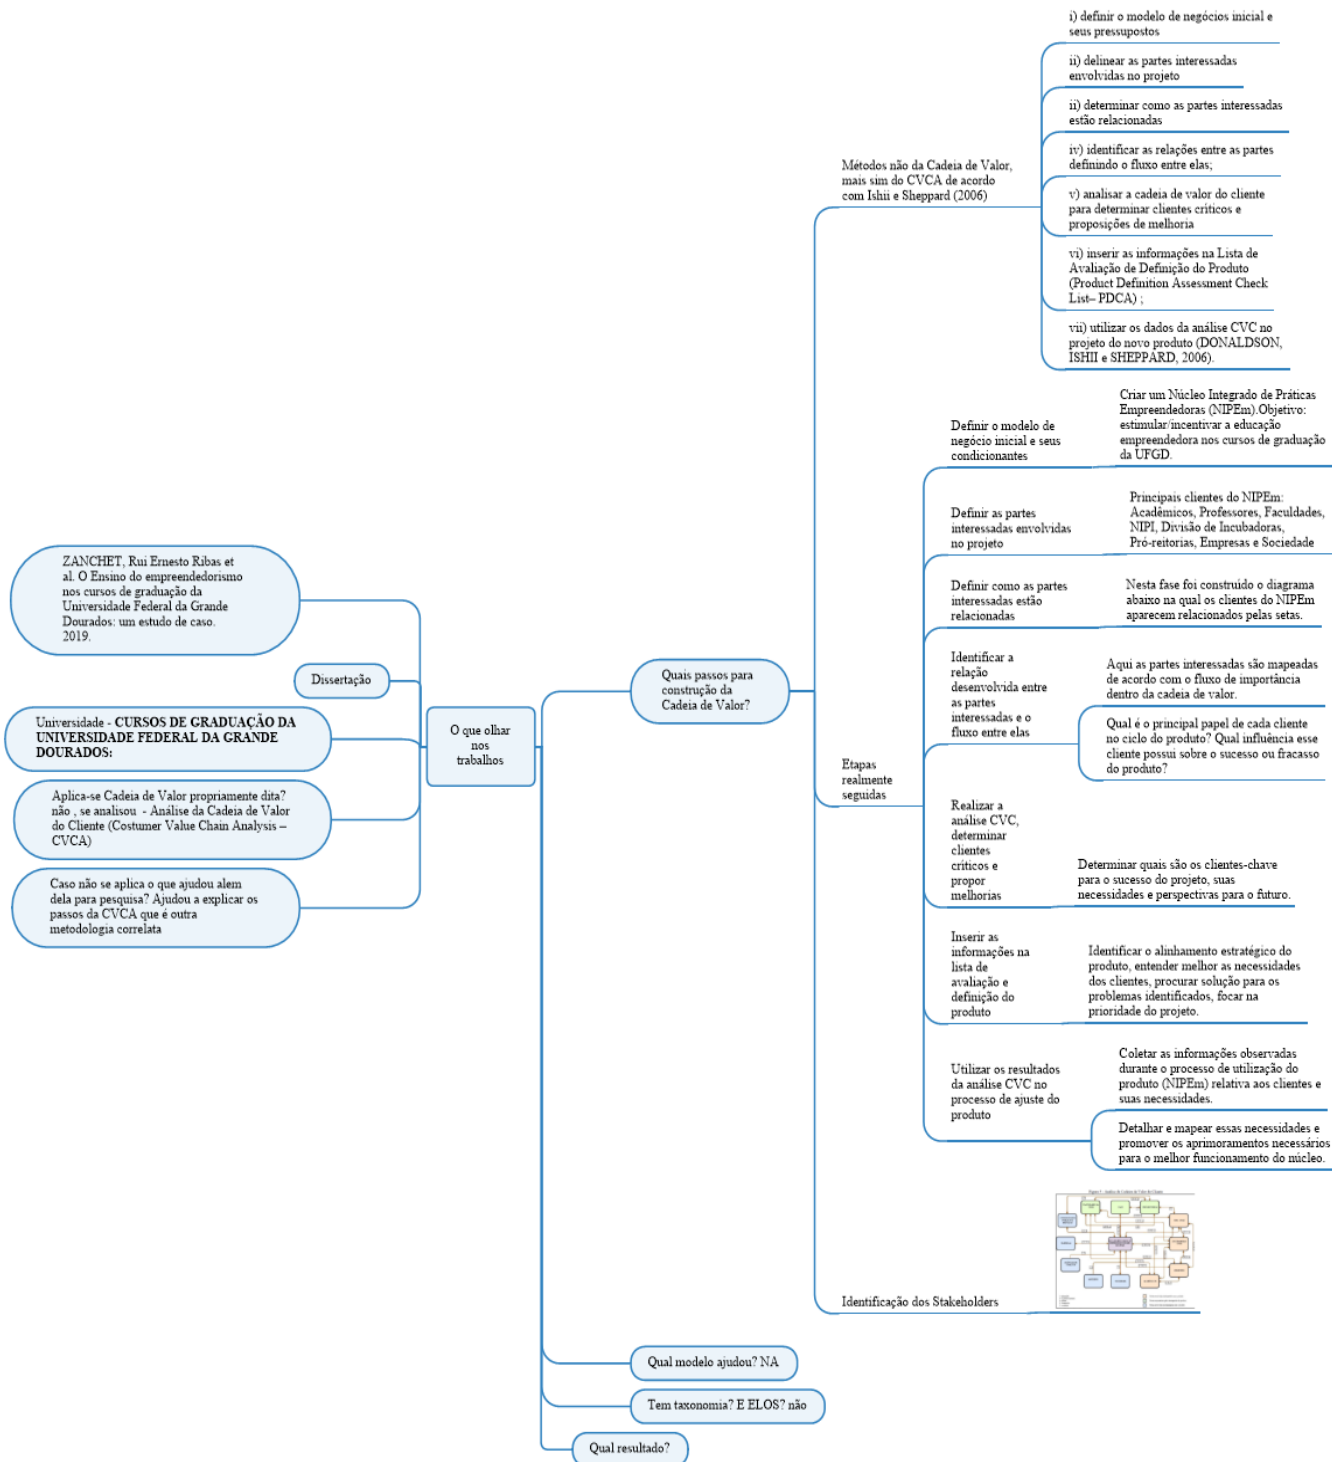 i) definir o modelo de negócios inicial e
seus pressupostos
ii) delinear as partes interessadas
envolvidas no projeto
ii) determinar como as partes interessadas
estão relacionadas
iv) identificar as relações entre as partes
definindo o fluxo entre elas;
v) analisar a cadeia de valor do cliente
para determinar clientes críticos e
proposições de melhoria
vi) inserir as informações na Lista de
Avaliação de Definição do Produto
(Product Definition Assessment Check
List– PDCA) ;
vii) utilizar os dados da análise CVC no
projeto do novo produto (DONALDSON,
ISHII e SHEPPARD, 2006).
Métodos não da Cadeia de Valor,
mais sim do CVCA de acordo
com Ishii e Sheppard (2006)
Criar um Núcleo Integrado de Práticas
Empreendedoras (NIPEm).Objetivo:
estimular/incentivar a educação
empreendedora nos cursos de graduação
da UFGD.
Definir o modelo de
negócio inicial e seus
condicionantes
Principais clientes do NIPEm:
Acadêmicos, Professores, Faculdades,
NIPI, Divisão de Incubadoras,
Pró-reitorias, Empresas e Sociedade
Definir as partes
interessadas envolvidas
no projeto
Definir como as partes
interessadas estão
relacionadas
Nesta fase foi construído o diagrama
abaixo na qual os clientes do NIPEm
aparecem relacionados pelas setas.
Identificar a
relação
desenvolvida entre
as partes
interessadas e o
fluxo entre elas
Aqui as partes interessadas são mapeadas
de acordo com o fluxo de importância
dentro da cadeia de valor.
Qual é o principal papel de cada cliente
no ciclo do produto? Qual influência esse
cliente possui sobre o sucesso ou fracasso
do produto?
Etapas
realmente
seguidas
Realizar a
análise CVC,
determinar
clientes
críticos e
propor
melhorias
Determinar quais são os clientes-chave
para o sucesso do projeto, suas
necessidades e perspectivas para o futuro.
Inserir as
informações na
lista de
avaliação e
definição do
produto
Identificar o alinhamento estratégico do
produto, entender melhor as necessidades
dos clientes, procurar solução para os
problemas identificados, focar na
prioridade do projeto.
Utilizar os resultados
da análise CVC no
processo de ajuste do
produto
Coletar as informações observadas
durante o processo de utilização do
produto (NIPEm) relativa aos clientes e
suas necessidades.
Detalhar e mapear essas necessidades e
promover os aprimoramentos necessários
para o melhor funcionamento do núcleo.
Identificação dos Stakeholders
Quais passos para
construção da
Cadeia de Valor?
ZANCHET, Rui Ernesto Ribas et
al. O Ensino do empreendedorismo
nos cursos de graduação da
Universidade Federal da Grande
Dourados: um estudo de caso.
2019.
Dissertação
Universidade - CURSOS DE GRADUAÇÃO DA
UNIVERSIDADE FEDERAL DA GRANDE
DOURADOS:
O que olhar
nos
trabalhos
Aplica-se Cadeia de Valor propriamente dita?
não , se analisou - Análise da Cadeia de Valor
do Cliente (Costumer Value Chain Analysis –
CVCA)
Caso não se aplica o que ajudou alem
dela para pesquisa? Ajudou a explicar os
passos da CVCA que é outra
metodologia correlata
Qual modelo ajudou? NA
Tem taxonomia? E ELOS? não
Qual resultado?